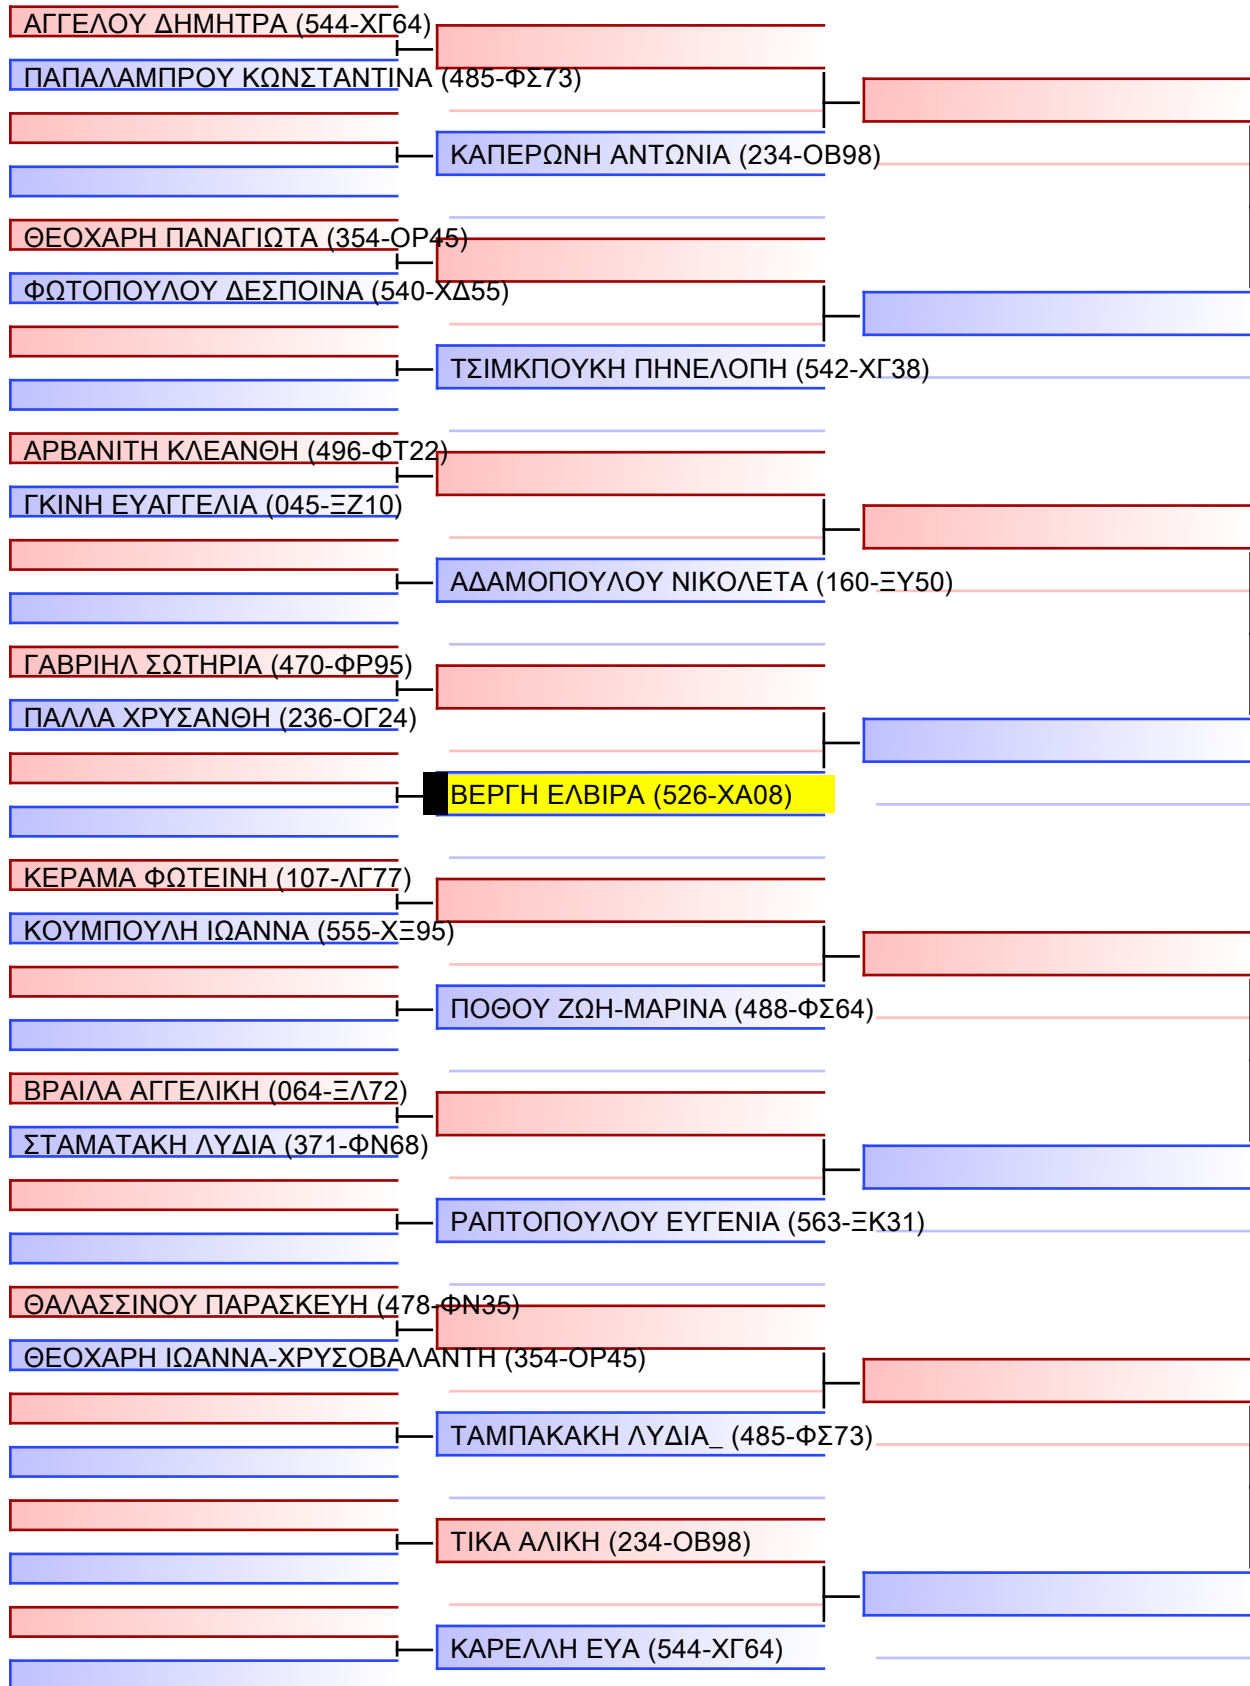 ΑΓΓΕΛΟΥ ΔΗΜΗΤΡΑ (544-ΧΓ64)
ΠΑΠΑΛΑΜΠΡΟΥ ΚΩΝΣΤΑΝΤΙΝΑ (485-ΦΣ73)
ΚΑΠΕΡΩΝΗ ΑΝΤΩΝΙΑ (234-ΟΒ98)
ΘΕΟΧΑΡΗ ΠΑΝΑΓΙΩΤΑ (354-ΟΡ45)
ΦΩΤΟΠΟΥΛΟΥ ΔΕΣΠΟΙΝΑ (540-ΧΔ55)
ΤΣΙΜΚΠΟΥΚΗ ΠΗΝΕΛΟΠΗ (542-ΧΓ38)
ΑΡΒΑΝΙΤΗ ΚΛΕΑΝΘΗ (496-ΦΤ22)
ΓΚΙΝΗ ΕΥΑΓΓΕΛΙΑ (045-ΞΖ10)
ΑΔΑΜΟΠΟΥΛΟΥ ΝΙΚΟΛΕΤΑ (160-ΞΥ50)
ΓΑΒΡΙΗΛ ΣΩΤΗΡΙΑ (470-ΦΡ95)
ΠΑΛΛΑ ΧΡΥΣΑΝΘΗ (236-ΟΓ24)
ΒΕΡΓΗ ΕΛΒΙΡΑ (526-ΧΑ08)
ΚΕΡΑΜΑ ΦΩΤΕΙΝΗ (107-ΛΓ77)
ΚΟΥΜΠΟΥΛΗ ΙΩΑΝΝΑ (555-ΧΞ95)
ΠΟΘΟΥ ΖΩΗ-ΜΑΡΙΝΑ (488-ΦΣ64)
ΒΡΑΙΛΑ ΑΓΓΕΛΙΚΗ (064-ΞΛ72)
ΣΤΑΜΑΤΑΚΗ ΛΥΔΙΑ (371-ΦΝ68)
ΡΑΠΤΟΠΟΥΛΟΥ ΕΥΓΕΝΙΑ (563-ΞΚ31)
ΘΑΛΑΣΣΙΝΟΥ ΠΑΡΑΣΚΕΥΗ (478-ΦΝ35)
ΘΕΟΧΑΡΗ ΙΩΑΝΝΑ-ΧΡΥΣΟΒΑΛΑΝΤΗ (354-ΟΡ45)
ΤΑΜΠΑΚΑΚΗ ΛΥΔΙΑ_ (485-ΦΣ73)
ΤΙΚΑ ΑΛΙΚΗ (234-ΟΒ98)
ΚΑΡΕΛΛΗ ΕΥΑ (544-ΧΓ64)